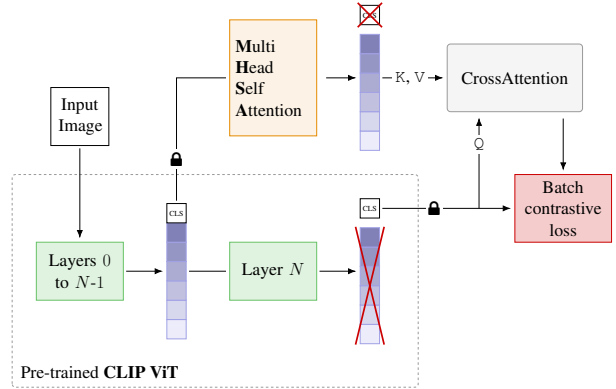 CLS
Multi
Head
Self
Attention
K, V
CrossAttention
Input
Image
Q
CLS
CLS
Batch
contrastive
loss
Layers 0
to N-1
Layer N
Pre-trained CLIP ViT